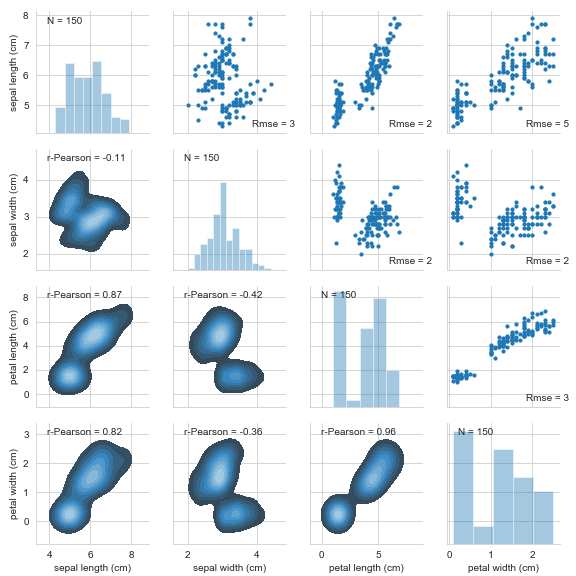 8
7
6
5
sepal length (cm)
N = 150
Rmse = 3
Rmse = 2
Rmse = 5
4
3
2
sepal width (cm)
r-Pearson = -0.11
N = 150
Rmse = 2
Rmse = 2
8
6
4
2
0
petal length (cm)
r-Pearson = 0.87
r-Pearson = -0.42
N = 150
Rmse = 3
3
2
1
0
petal width (cm)
r-Pearson = 0.82
r-Pearson = -0.36
r-Pearson = 0.96
N = 150
4 6 8
2 4
0 5
0 1 2
sepal length (cm)
sepal width (cm)
petal length (cm)
petal width (cm)